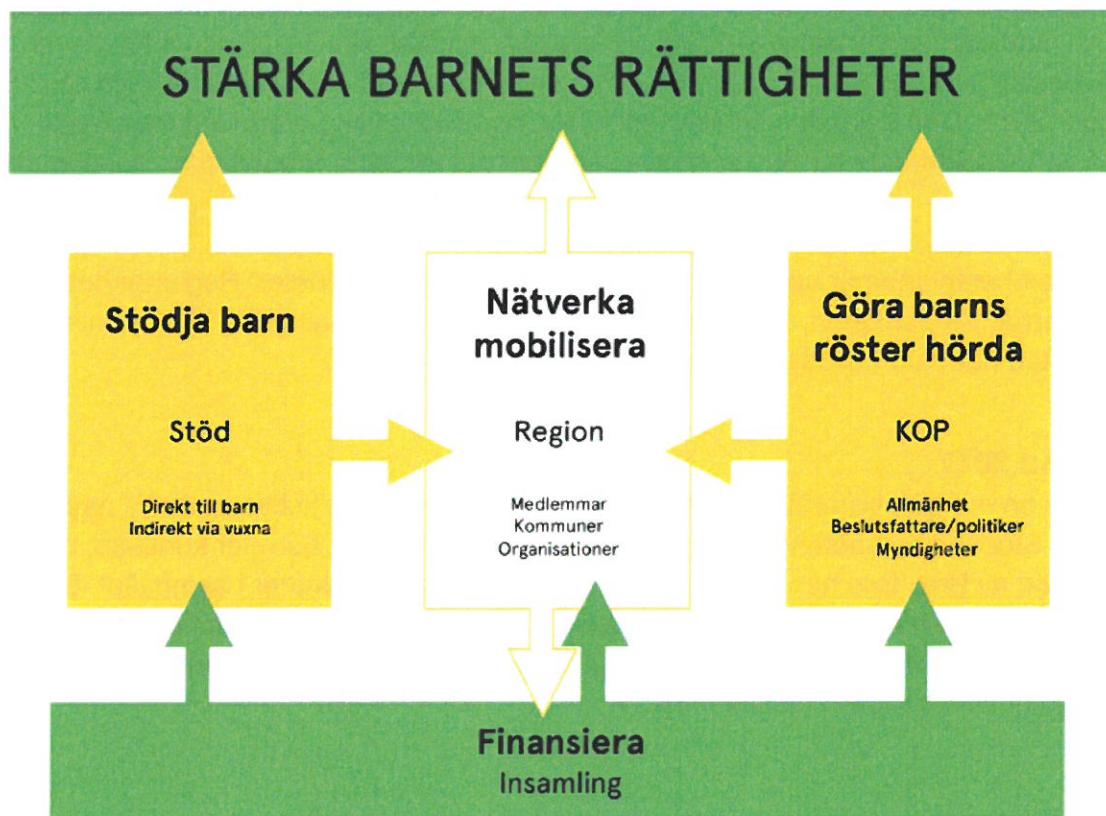 STÄRKA BARNETS RÄTTIGHETER
Stödja barn
Stöd
Direkt till barn
Indirekt via vuxna
Nätverka
mobilisera
Region
Medlemmar
Kommuner
Organisationer
Göra barns
röster hörda
KOP
Allmänhet
Beslutsfattare/politiker
Myndigheter
Finansiera
Insamling